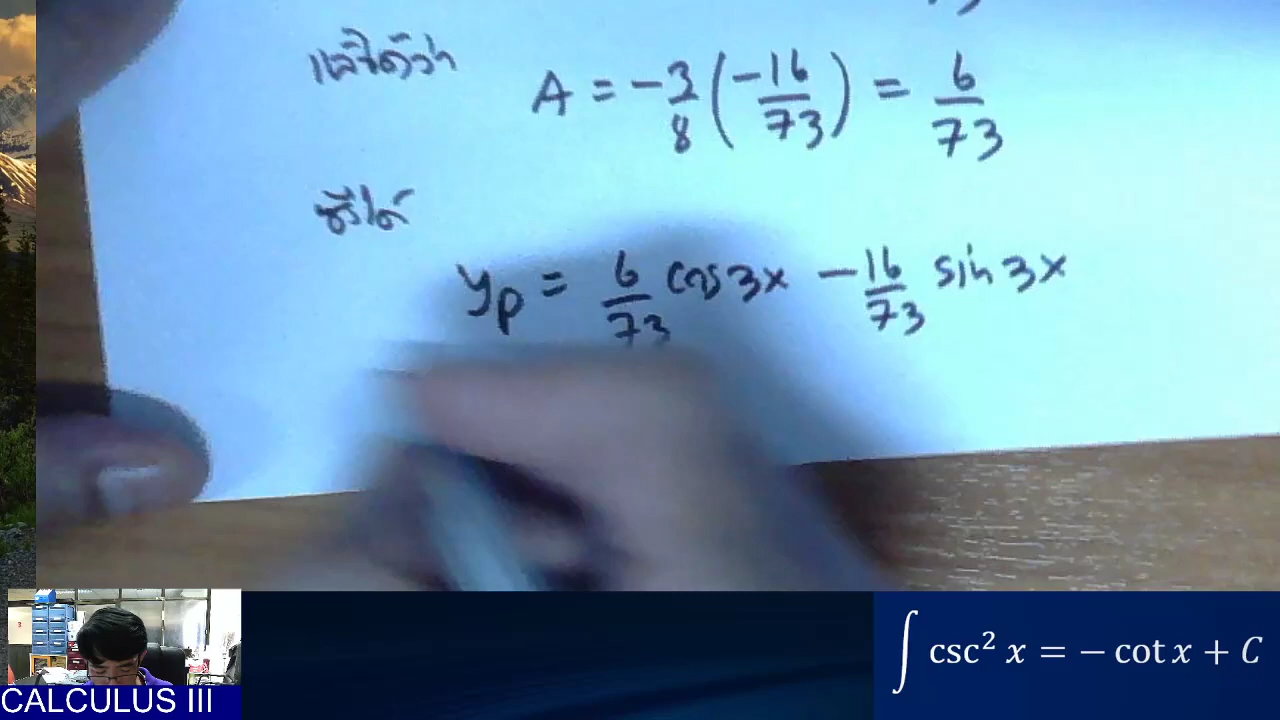 และได้ว่า A = -3/8 (-16/73) = 6/73
จึงได้
y_p = 6/73 cos 3x - 16/73 sin 3x
CALCULUS III
∫ csc² x = - cot x + C